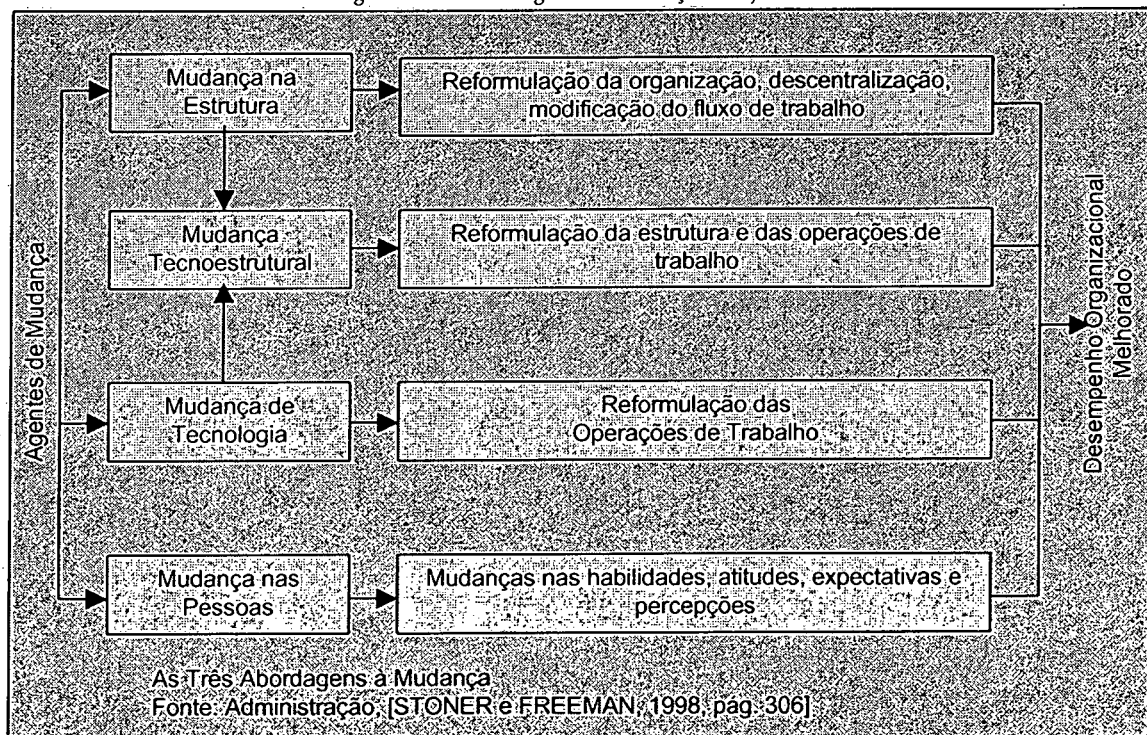 Mudança na
Estrutura
Reformulação da organização, descentralização,
modificação do fluxo de trabalho
Mudança
Tecnoestrutural
Reformulação da estrutura e das operações de
trabalho
Mudança de
Tecnologia
Reformulação das
Operações de Trabalho
Mudança nas
Pessoas
Mudanças nas habilidades, atitudes, expectativas e
percepções
Agentes de Mudança
Desempenho Organizacional
Melhorado
As Três Abordagens à Mudança
Fonte: Administração, [STONER e FREEMAN, 1998, pág. 306]